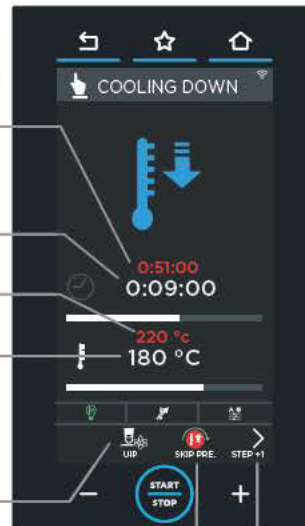 COOLING DOWN
0:51:00
0:09:00
220 °c
180 °C
UIP
SKIP PRE.
STEP +1
START
STOP